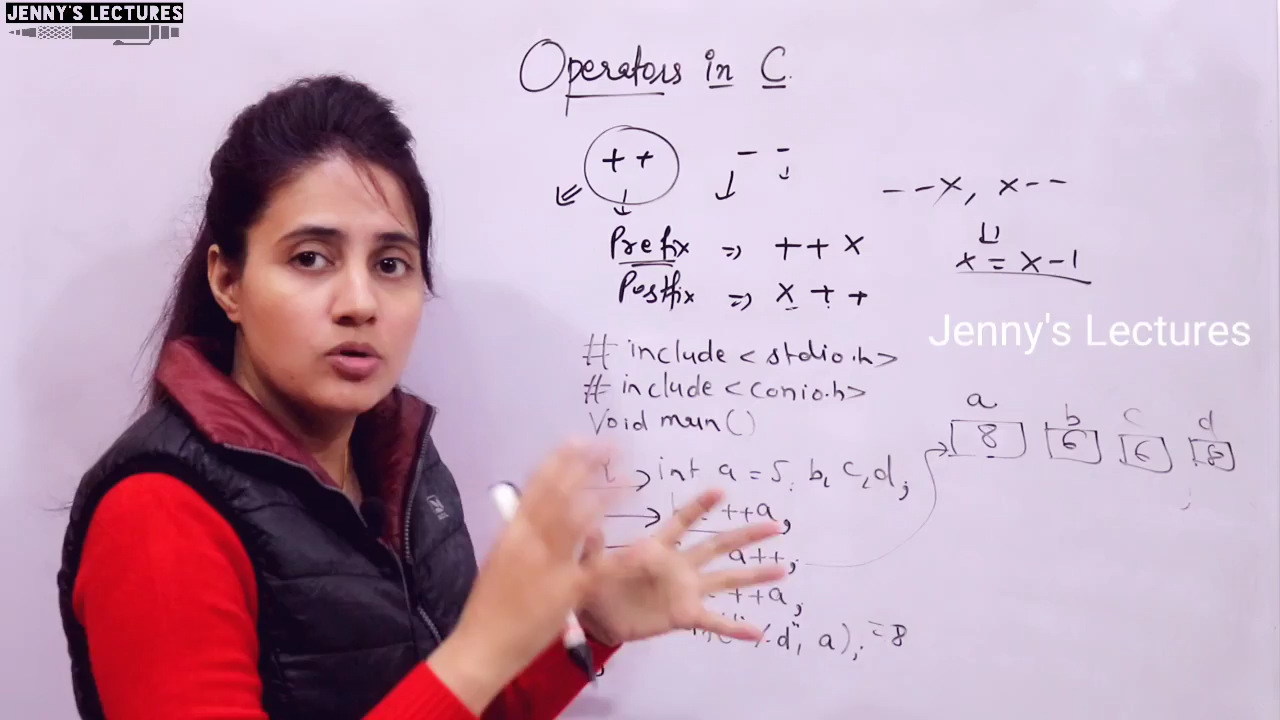 JENNY'S LECTURES
Operators in C.
++ --
--x, x--
Prefix => ++x
x = x-1
Postfix => x++
Jenny's Lectures
# include <stdio.h>
# include <conio.h>
Void main()
a b c d
8 6 6 8
int a = 5, b, c, d;
= ++a,
a++;
= ++a,
"%d", a); = 8